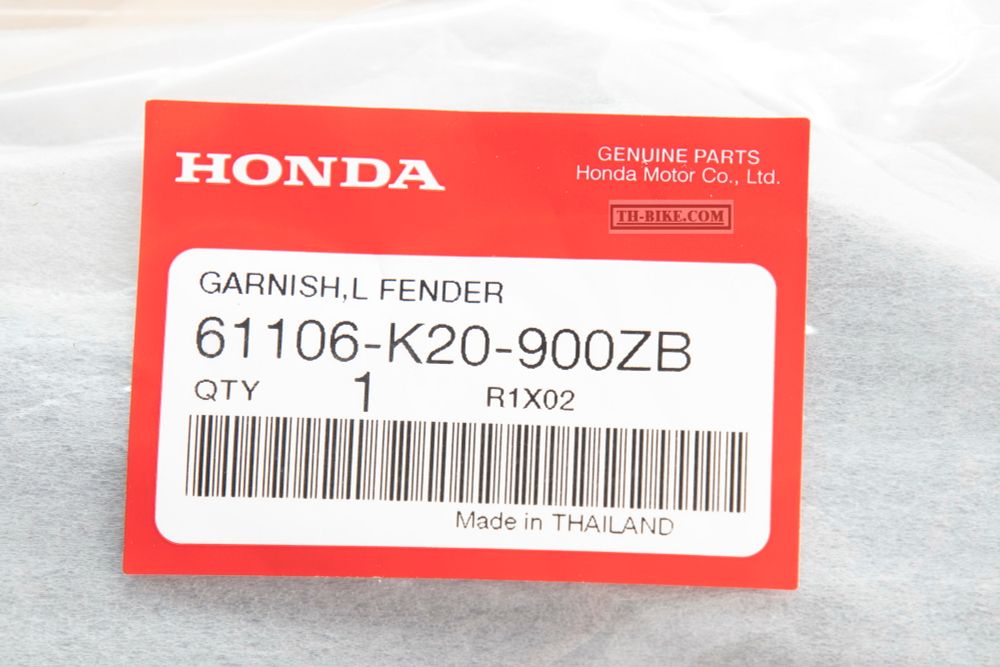 HONDA
GENUINE PARTS
Honda Motor Co., Ltd.
TH-BIKE.COM
GARNISH,L FENDER
61106-K20-900ZB
QTY 1 R1X02
Made in THAILAND